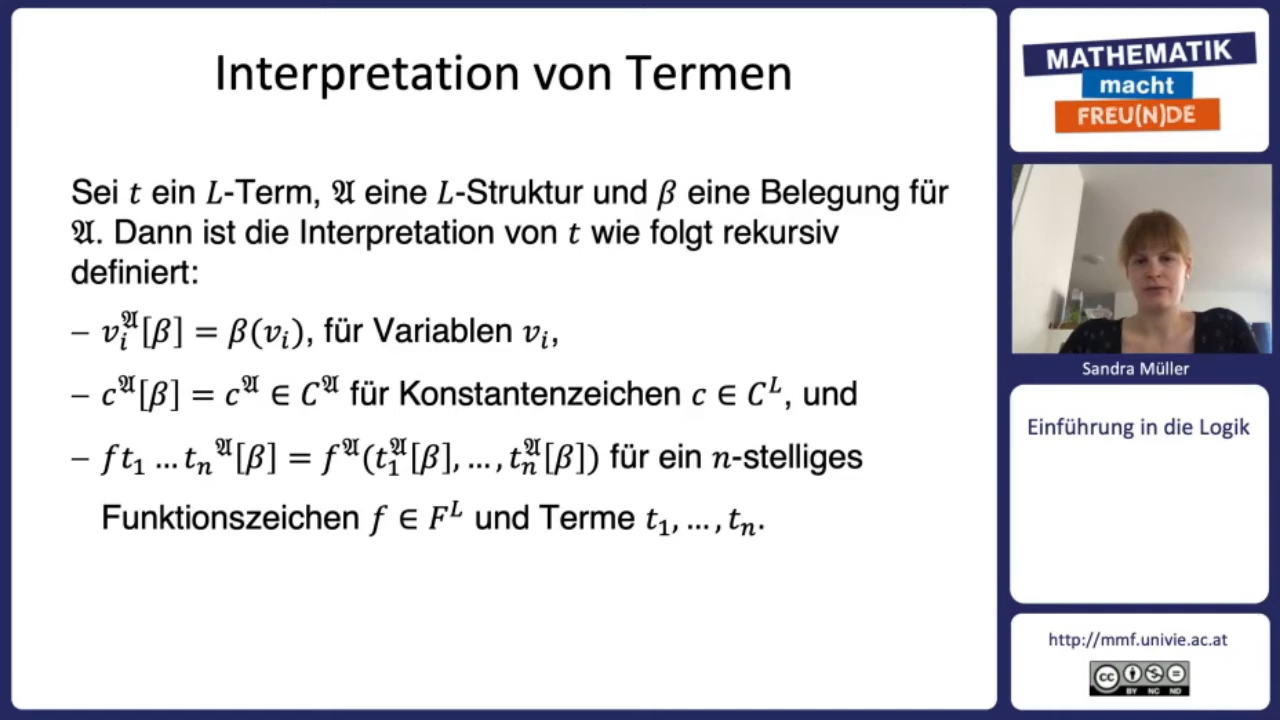 Interpretation von Termen
Sei t ein L-Term, 𝔄 eine L-Struktur und β eine Belegung für
𝔄. Dann ist die Interpretation von t wie folgt rekursiv
definiert:
– v_i^𝔄[β] = β(v_i), für Variablen v_i,
– c^𝔄[β] = c^𝔄 ∈ C^𝔄 für Konstantenzeichen c ∈ C^L, und
– ft_1 … t_n^𝔄[β] = f^𝔄(t_1^𝔄[β], … , t_n^𝔄[β]) für ein n-stelliges
Funktionszeichen f ∈ F^L und Terme t_1, … , t_n.
MATHEMATIK
macht
FREU(N)DE
Sandra Müller
Einführung in die Logik
http://mmf.univie.ac.at
cc
BY NC ND